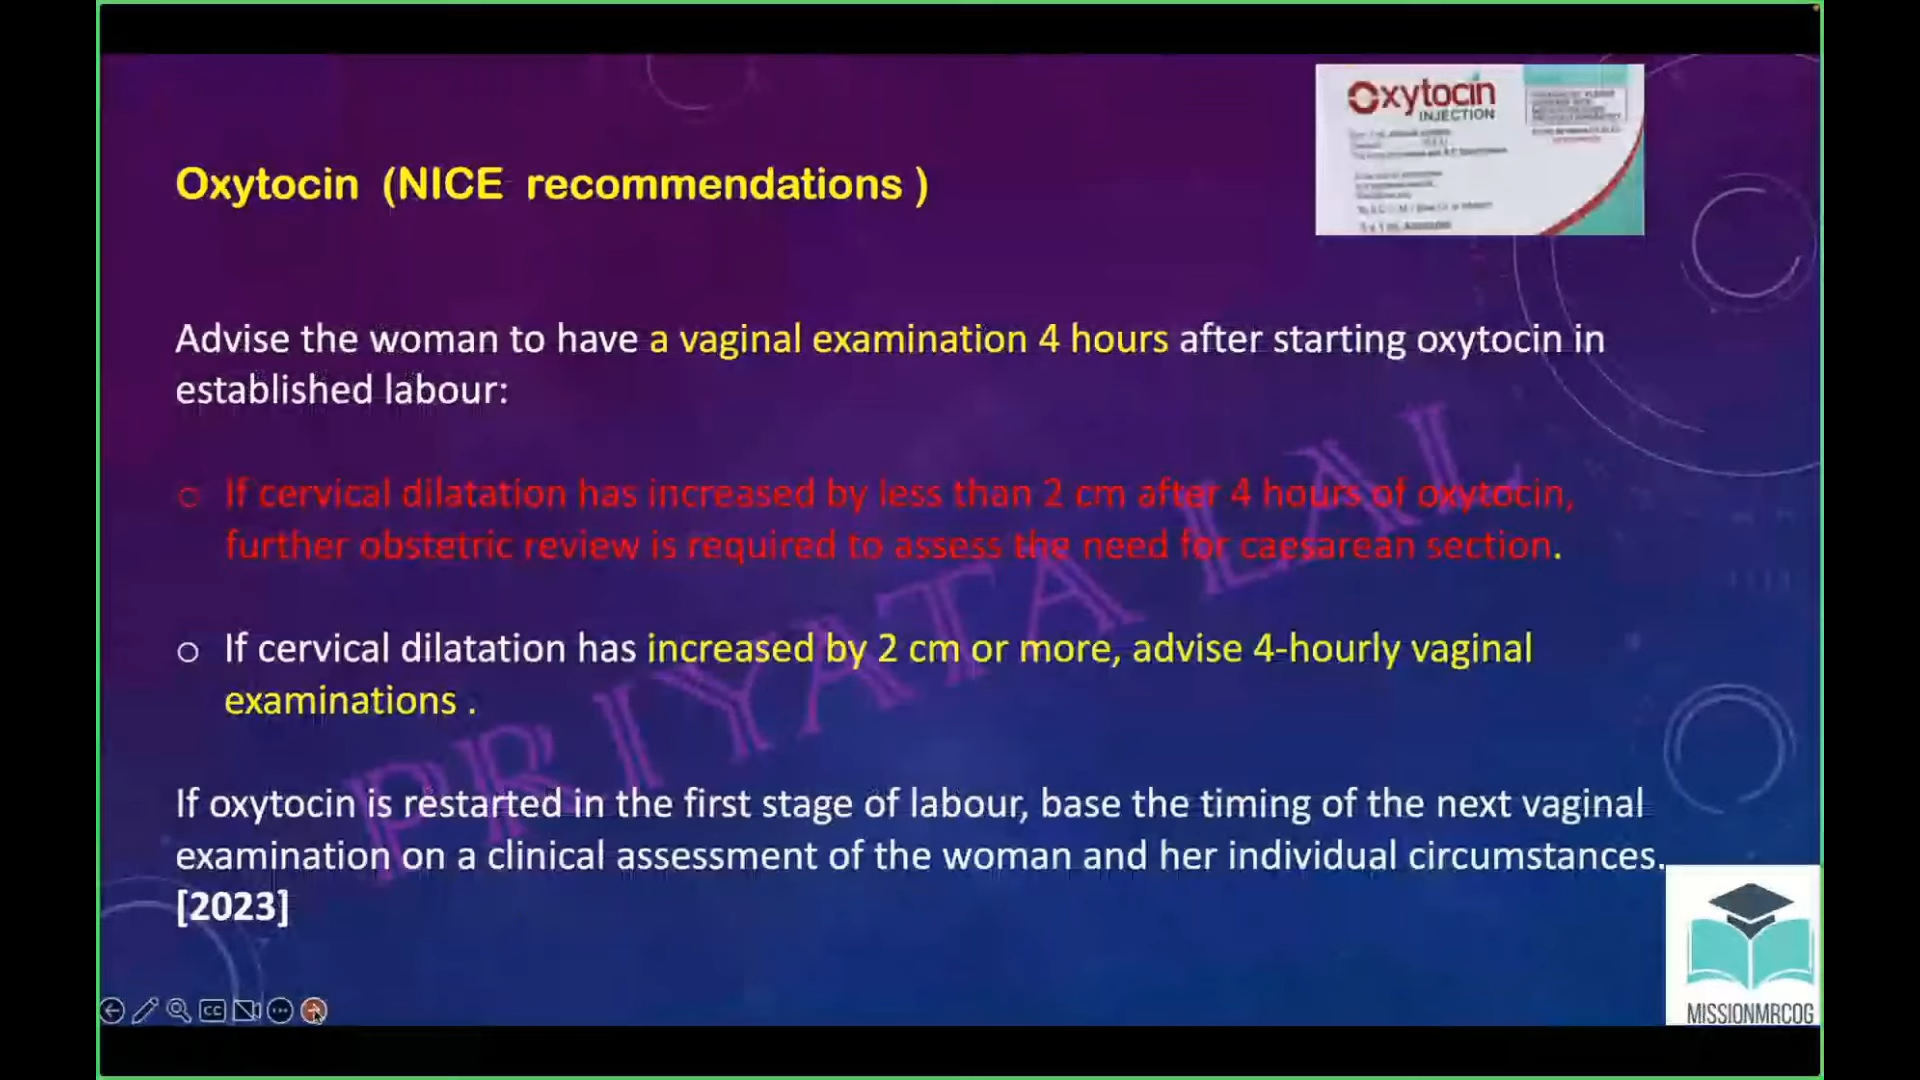 Oxytocin
INJECTION
Oxytocin (NICE recommendations )
Advise the woman to have a vaginal examination 4 hours after starting oxytocin in
established labour:
o If cervical dilatation has increased by less than 2 cm after 4 hours of oxytocin,
further obstetric review is required to assess the need for caesarean section.
o If cervical dilatation has increased by 2 cm or more, advise 4-hourly vaginal
examinations .
If oxytocin is restarted in the first stage of labour, base the timing of the next vaginal
examination on a clinical assessment of the woman and her individual circumstances.
[2023]
PRIYATA LAL
CC
MISSIONMRCOG